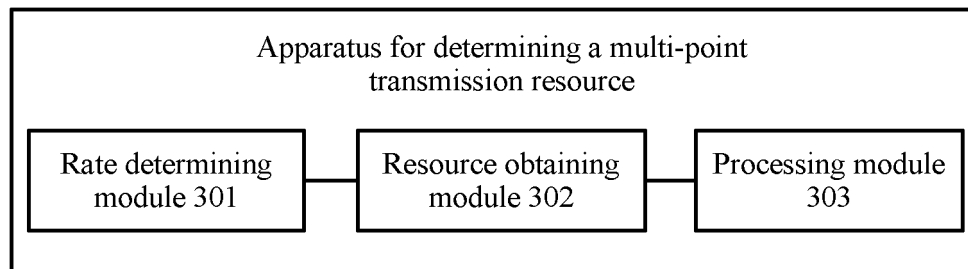 Apparatus for determining a multi-point
transmission resource
Rate determining
module 301
Resource obtaining
module 302
Processing module
303